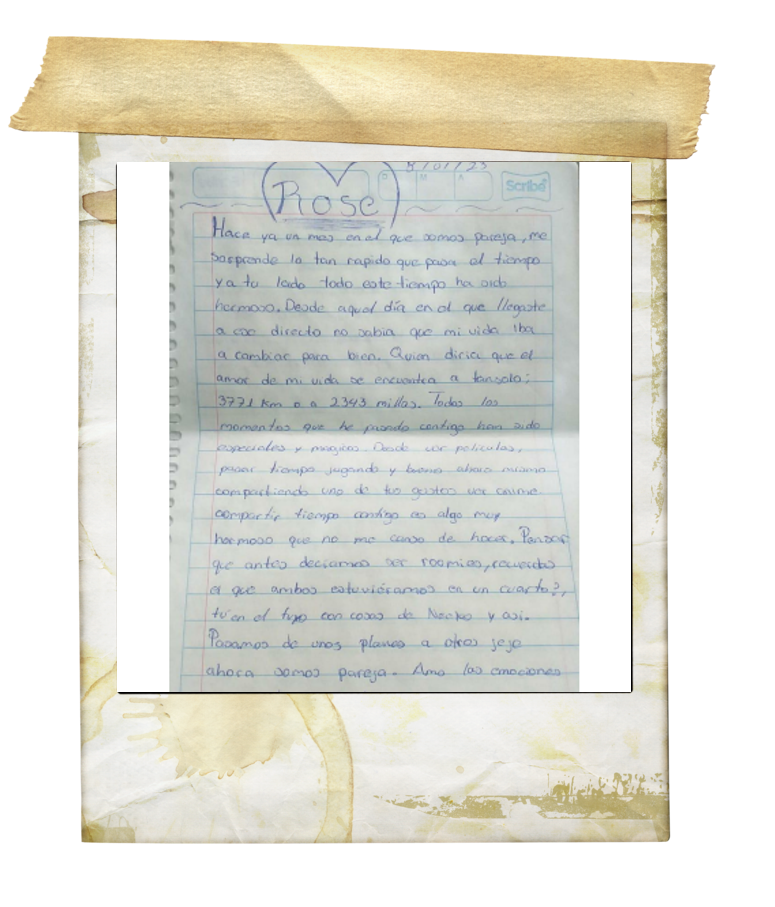 8/01/23
D M A
Scribe
Rose
Hace ya un mes en el que somos pareja, me
sorprende lo tan rapido que pasa el tiempo
y a tu lado todo este tiempo ha sido
hermoso. Desde aquel día en el que llegaste
a ese directo no sabia que mi vida iba
a cambiar para bien. Quien diria que el
amor de mi vida se encuentra a tansolo;
3771 km o a 2343 millas. Todos los
momentos que he pasado contigo han sido
especiales y magicos. Desde ver peliculas,
pasar tiempo jugando y bueno ahora mismo
compartiendo uno de tus gustos ver anime
compartir tiempo contigo es algo muy
hermoso que no me canso de hacer. Pensar
que antes deciamos ser roomies, recuerdas
el que ambos estuviéramos en un cuarto?,
tú en el tuyo con cosas de Nacho y asi.
Pasamos de unos planes a otros jeje
ahora somos pareja. Amo las emociones